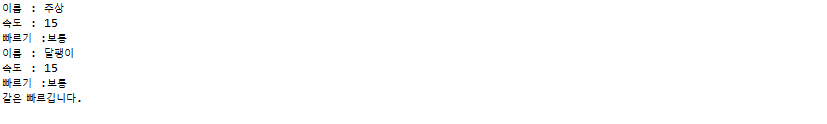 이름 : 주상
속도 : 15
빠르기 :보통
이름 : 달팽이
속도 : 15
빠르기 :보통
같은 빠르깁니다.